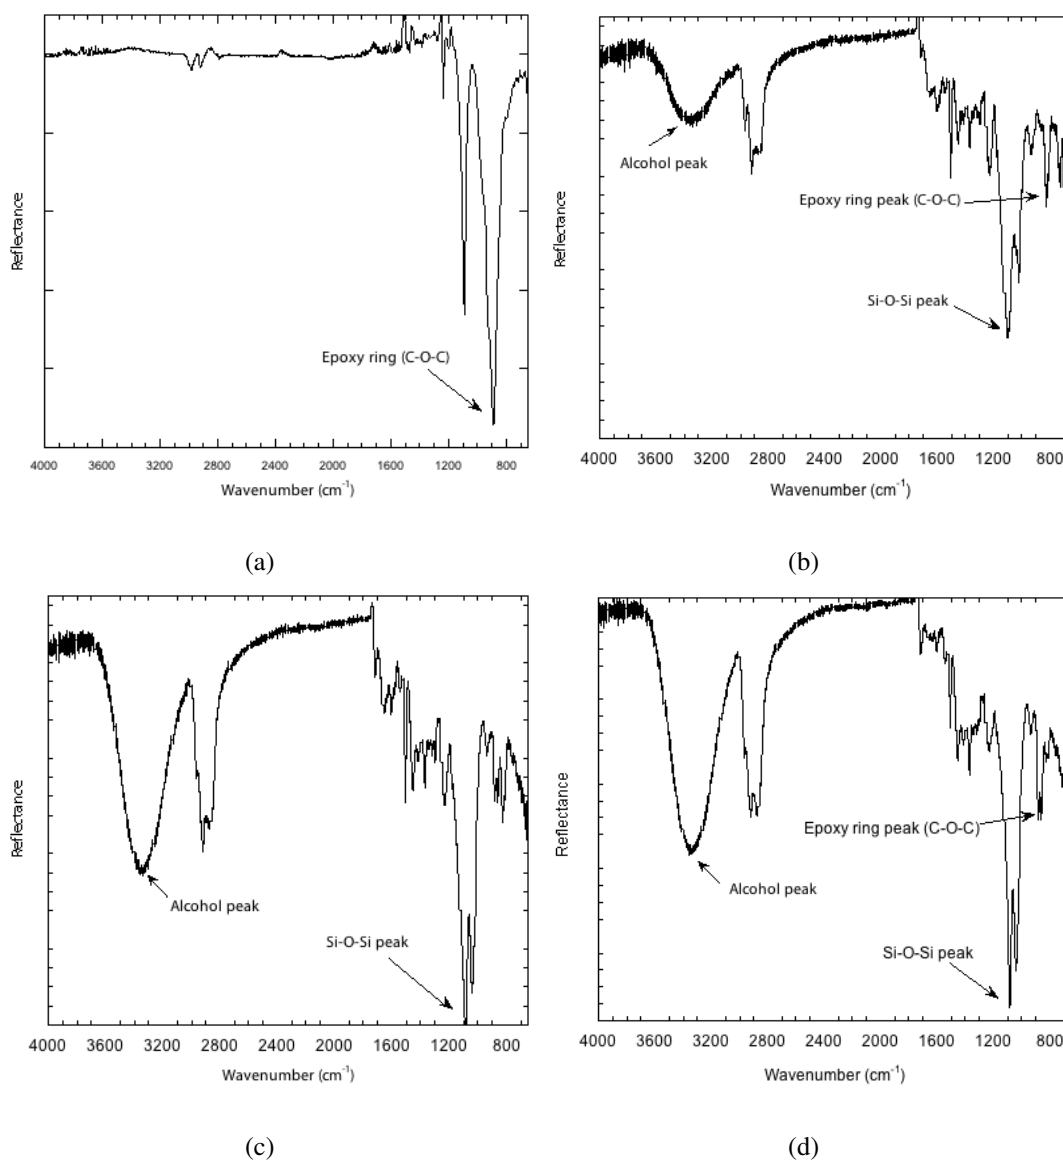 Reflectance
Epoxy ring (C-O-C)
4000 3600 3200 2800 2400 2000 1600 1200 800
Wavenumber (cm⁻¹)
(a)
Reflectance
Alcohol peak
Epoxy ring peak (C-O-C)
Si-O-Si peak
4000 3600 3200 2800 2400 2000 1600 1200 800
Wavenumber (cm⁻¹)
(b)
Reflectance
Alcohol peak
Si-O-Si peak
4000 3600 3200 2800 2400 2000 1600 1200 800
Wavenumber (cm⁻¹)
(c)
Reflectance
Epoxy ring peak (C-O-C)
Alcohol peak
Si-O-Si peak
4000 3600 3200 2800 2400 2000 1600 1200 800
Wavenumber (cm⁻¹)
(d)